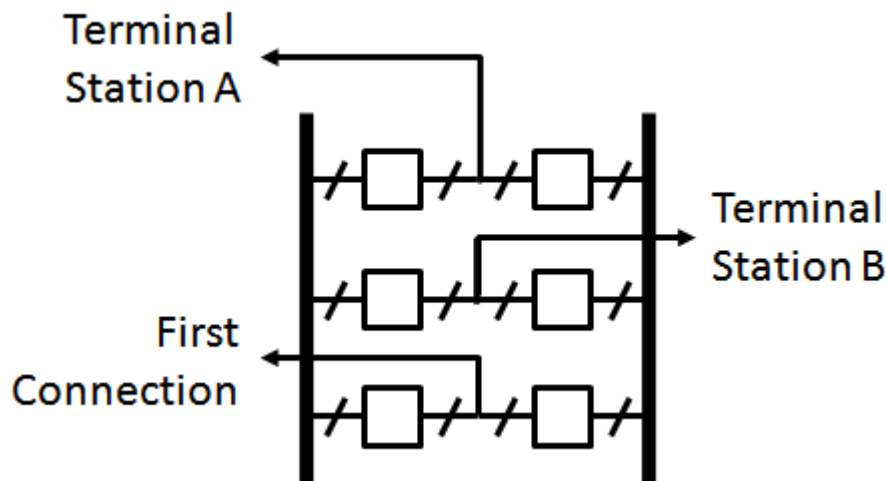 Terminal
Station A
Terminal
Station B
First
Connection